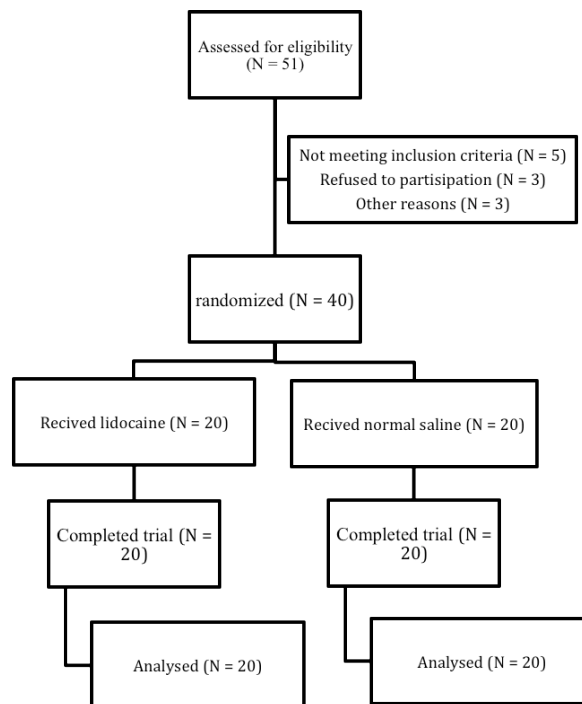 Assessed for eligibility
(N = 51)
Not meeting inclusion criteria (N = 5)
Refused to partisipation (N = 3)
Other reasons (N = 3)
randomized (N = 40)
Recived lidocaine (N = 20)
Recived normal saline (N = 20)
Completed trial (N =
20)
Completed trial (N =
20)
Analysed (N = 20)
Analysed (N = 20)